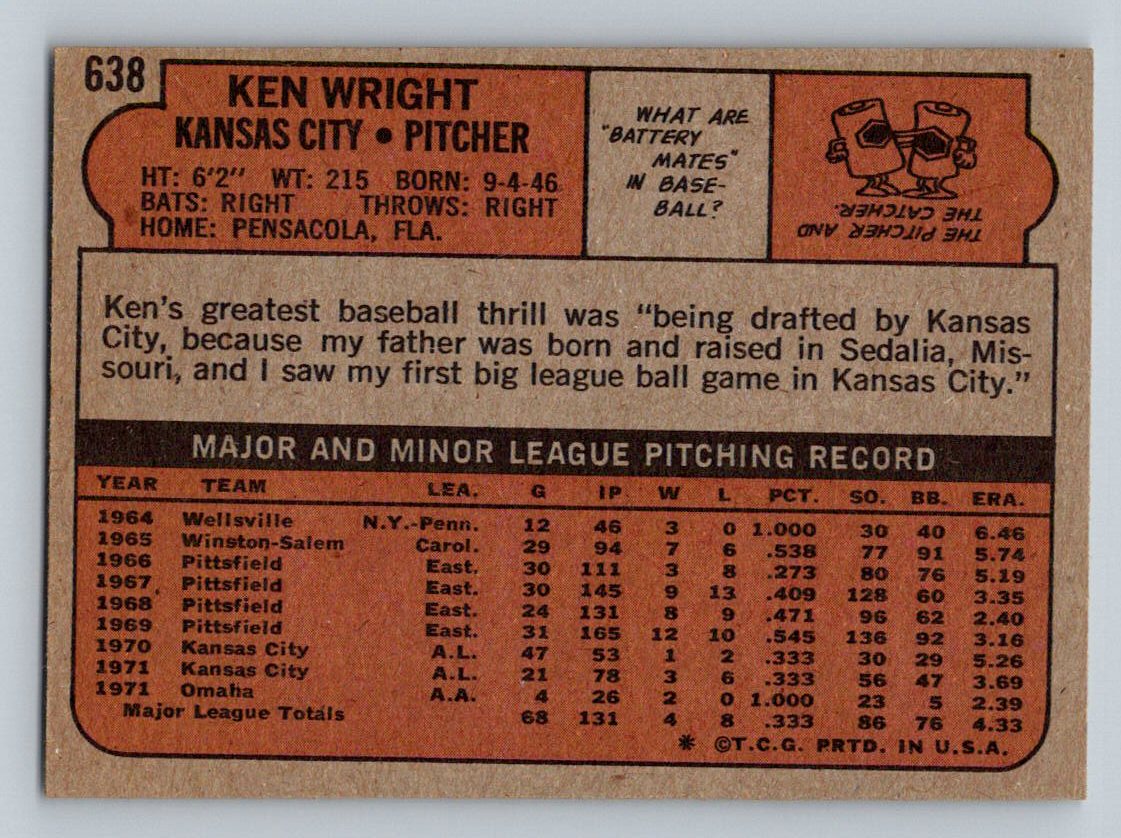 638
KEN WRIGHT
KANSAS CITY • PITCHER
HT: 6'2" WT: 215 BORN: 9-4-46
BATS: RIGHT THROWS: RIGHT
HOME: PENSACOLA, FLA.
WHAT ARE
"BATTERY
MATES"
IN BASE-
BALL?
THE PITCHER AND
THE CATCHER.
Ken's greatest baseball thrill was "being drafted by Kansas
City, because my father was born and raised in Sedalia, Mis-
souri, and I saw my first big league ball game in Kansas City."
MAJOR AND MINOR LEAGUE PITCHING RECORD
YEAR TEAM LEA. G IP W L PCT. SO. BB. ERA.
1964 Wellsville N.Y.-Penn. 12 46 3 0 1.000 30 40 6.46
1965 Winston-Salem Carol. 29 94 7 6 .538 77 91 5.74
1966 Pittsfield East. 30 111 3 8 .273 80 76 5.19
1967 Pittsfield East. 30 145 9 13 .409 128 60 3.35
1968 Pittsfield East. 24 131 8 9 .471 96 62 2.40
1969 Pittsfield East. 31 165 12 10 .545 136 92 3.16
1970 Kansas City A.L. 47 53 1 2 .333 30 29 5.26
1971 Kansas City A.L. 21 78 3 6 .333 56 47 3.69
1971 Omaha A.A. 4 26 2 0 1.000 23 5 2.39
Major League Totals 68 131 4 8 .333 86 76 4.33
* ©T.C.G. PRTD. IN U.S.A.